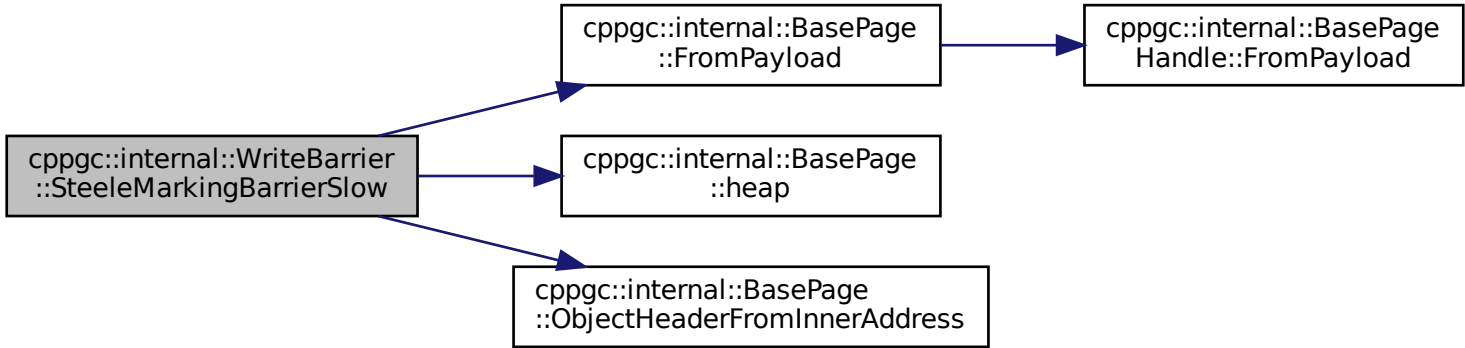 cppgc::internal::WriteBarrier
::SteeleMarkingBarrierSlow
cppgc::internal::BasePage
::FromPayload
cppgc::internal::BasePage
Handle::FromPayload
cppgc::internal::BasePage
::heap
cppgc::internal::BasePage
::ObjectHeaderFromInnerAddress